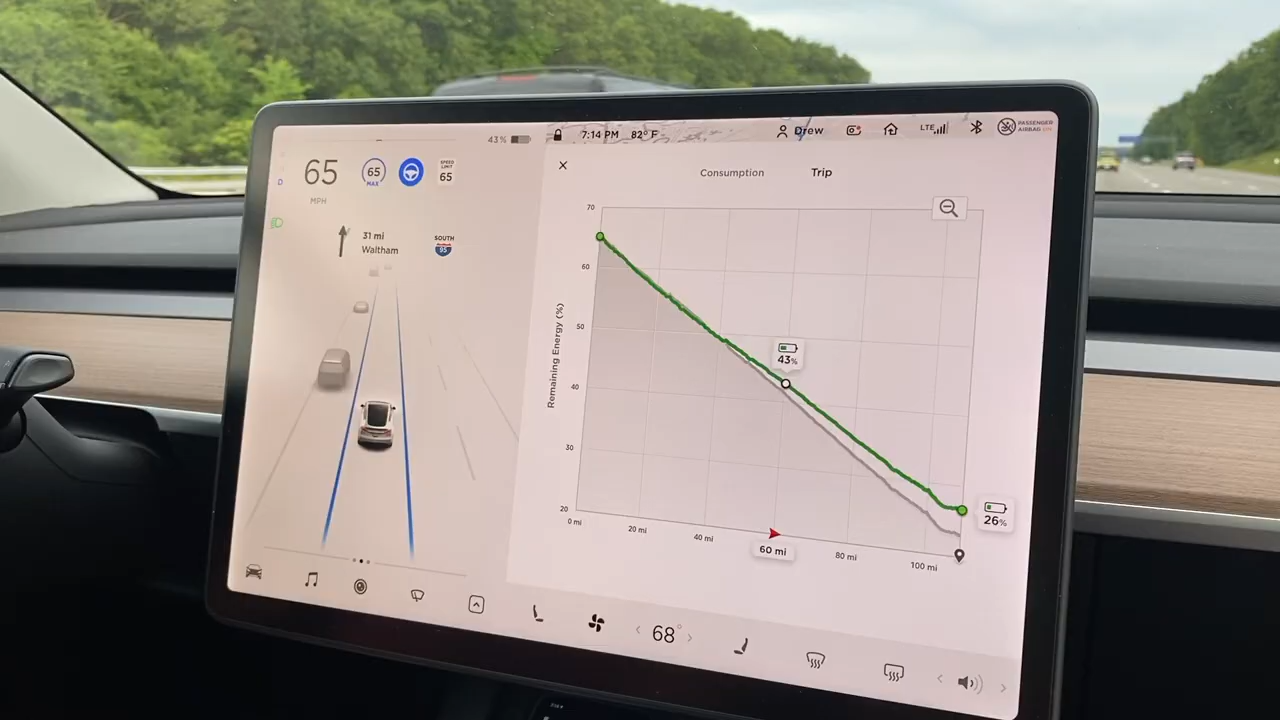 43%
7:14 PM 82°F
Drew
LTE
PASSENGER
AIRBAG ON
65
MPH
65
MAX
SPEED
LIMIT
65
D
31 mi
Waltham
SOUTH
95
Consumption Trip
Remaining Energy (%)
70
60
50
40
30
20
43%
26%
0 mi 20 mi 40 mi 60 mi 80 mi 100 mi
68°